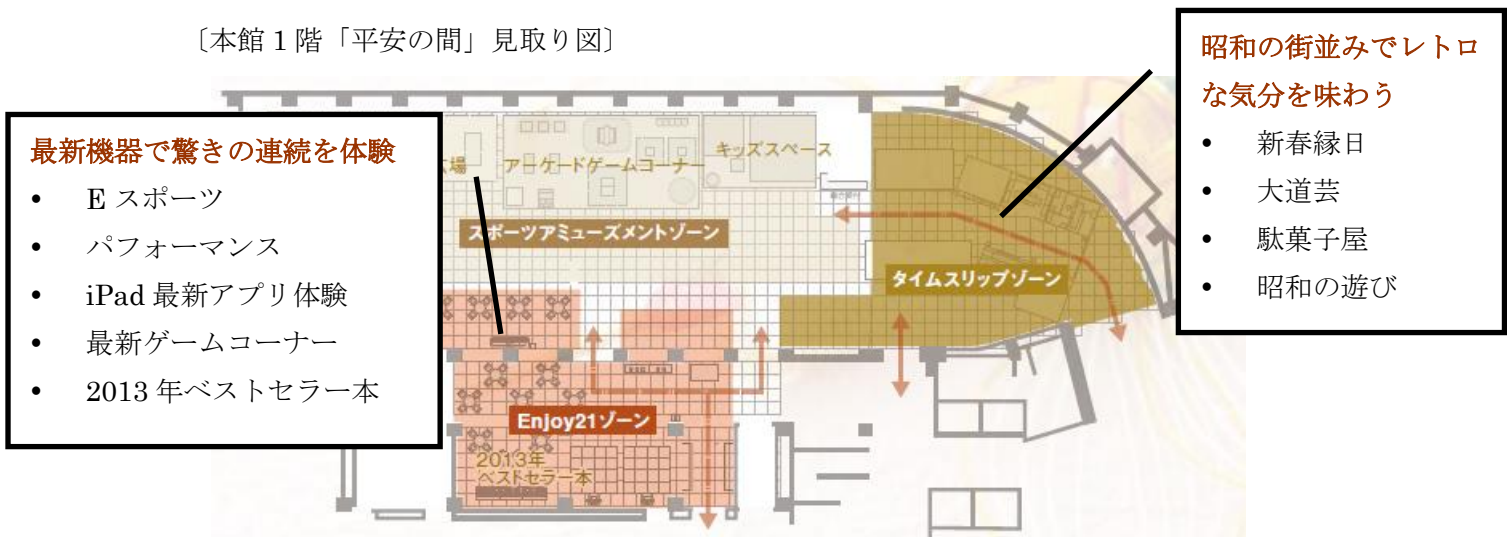 〔本館 1 階「平安の間」見取り図〕
昭和の街並みでレトロ
な気分を味わう
• 新春縁日
• 大道芸
• 駄菓子屋
• 昭和の遊び
最新機器で驚きの連続を体験
• E スポーツ
• パフォーマンス
• iPad 最新アプリ体験
• 最新ゲームコーナー
• 2013 年ベストセラー本
広場
アーケードゲームコーナー
キッズスペース
スポーツアミューズメントゾーン
タイムスリップゾーン
Enjoy21ゾーン
2013年
ベストセラー本